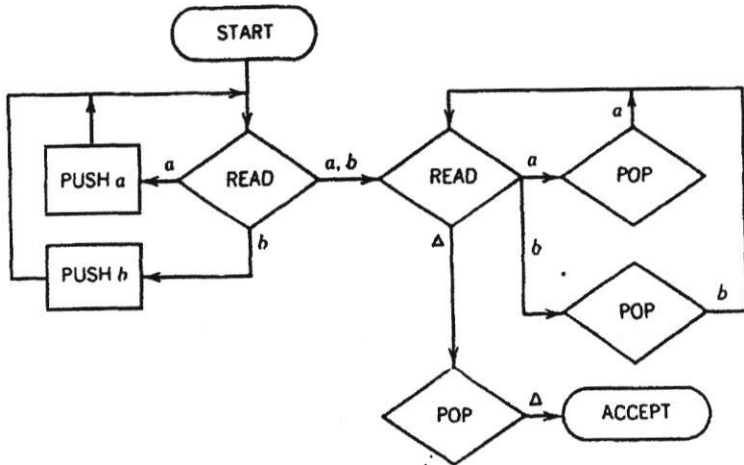 START
a
PUSH a
a
READ
a, b
READ
a
POP
b
Δ
b
PUSH b
POP
b
POP
Δ
ACCEPT